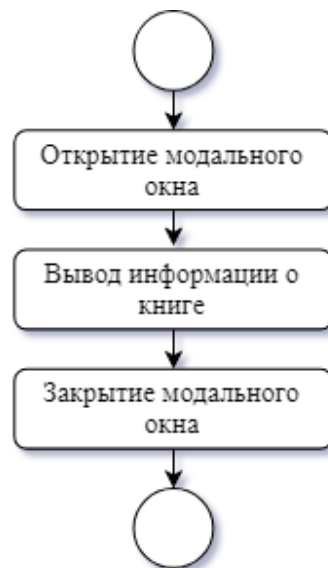 Открытие модального
окна
Вывод информации о
книге
Закрытие модального
окна